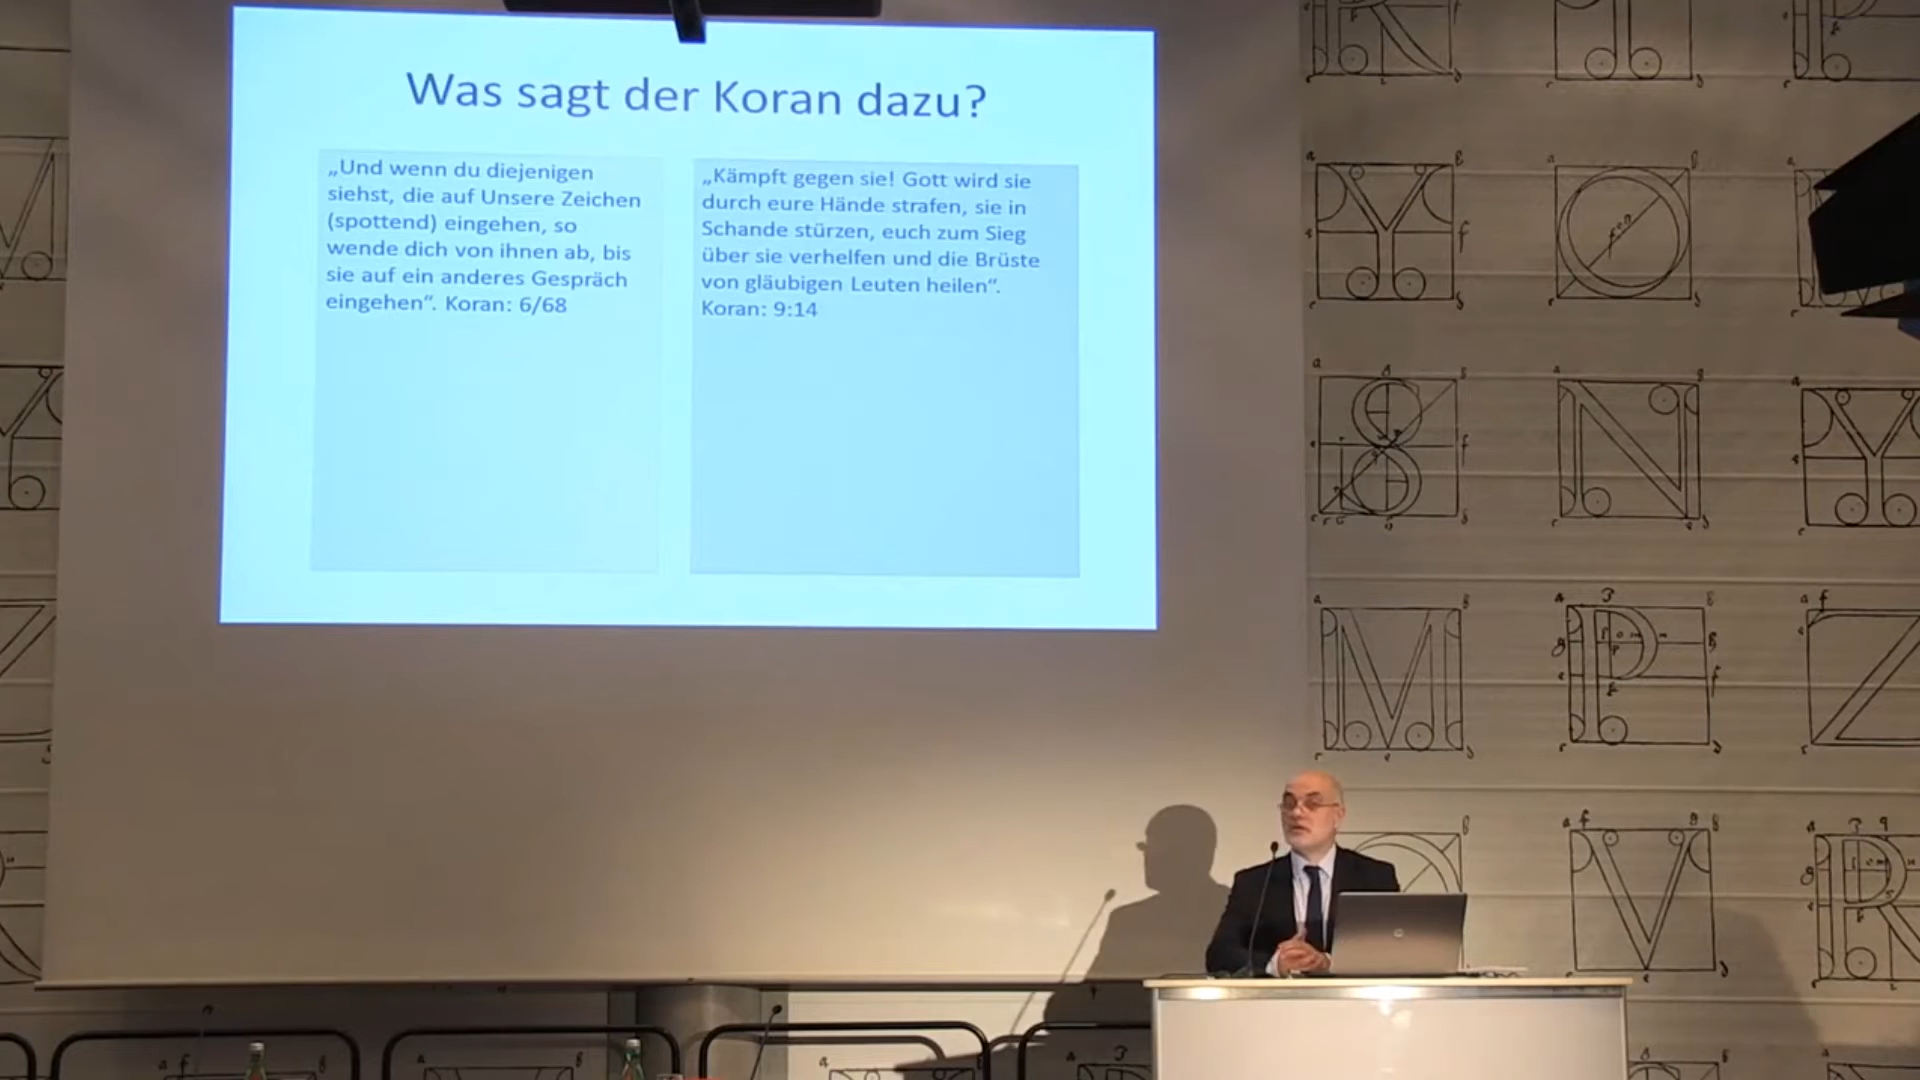 Was sagt der Koran dazu?
„Und wenn du diejenigen
siehst, die auf Unsere Zeichen
(spottend) eingehen, so
wende dich von ihnen ab, bis
sie auf ein anderes Gespräch
eingehen“. Koran: 6/68
„Kämpft gegen sie! Gott wird sie
durch eure Hände strafen, sie in
Schande stürzen, euch zum Sieg
über sie verhelfen und die Brüste
von gläubigen Leuten heilen“.
Koran: 9:14
Y
O
N
Y
M
P
Z
V
R